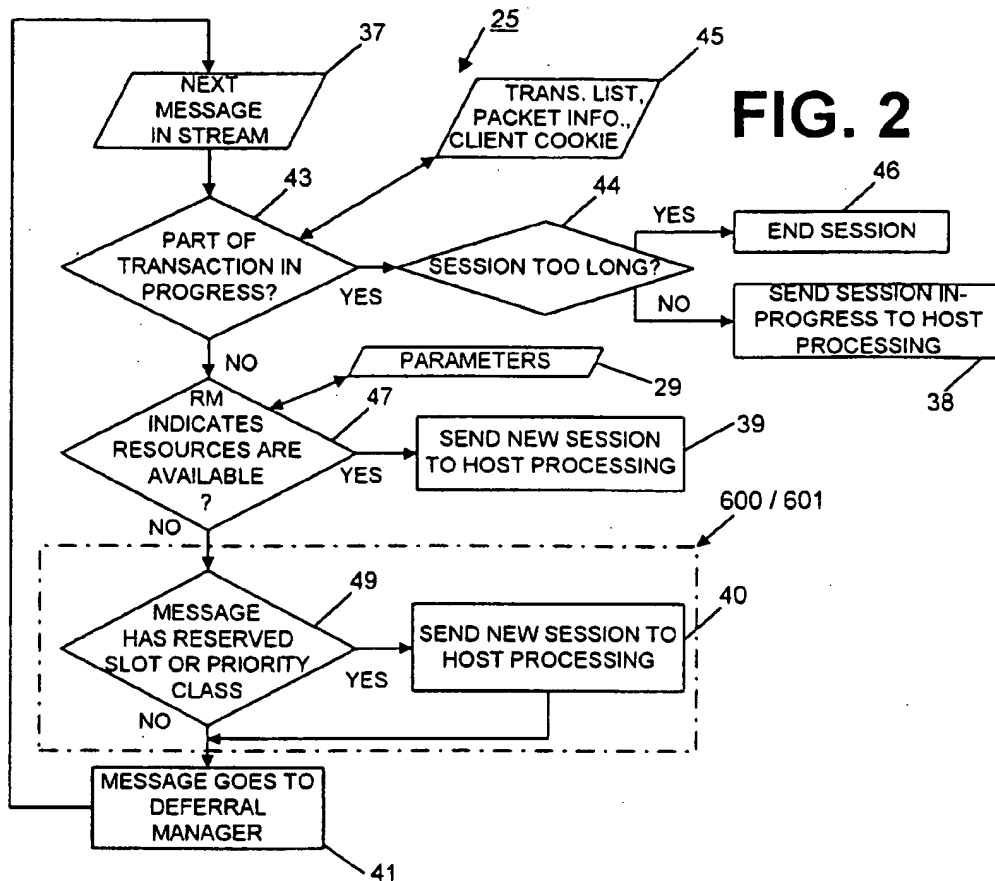 25
37
45
NEXT
MESSAGE
IN STREAM
TRANS. LIST,
PACKET INFO.,
CLIENT COOKIE
FIG. 2
43
44
46
PART OF
TRANSACTION IN
PROGRESS?
YES
SESSION TOO LONG?
YES
END SESSION
NO
SEND SESSION IN-
PROGRESS TO HOST
PROCESSING
38
NO
PARAMETERS
29
RM
INDICATES
RESOURCES ARE
AVAILABLE
?
47
YES
SEND NEW SESSION
TO HOST PROCESSING
39
NO
600 / 601
MESSAGE
HAS RESERVED
SLOT OR PRIORITY
CLASS
49
YES
SEND NEW SESSION TO
HOST PROCESSING
40
NO
MESSAGE GOES TO
DEFERRAL
MANAGER
41